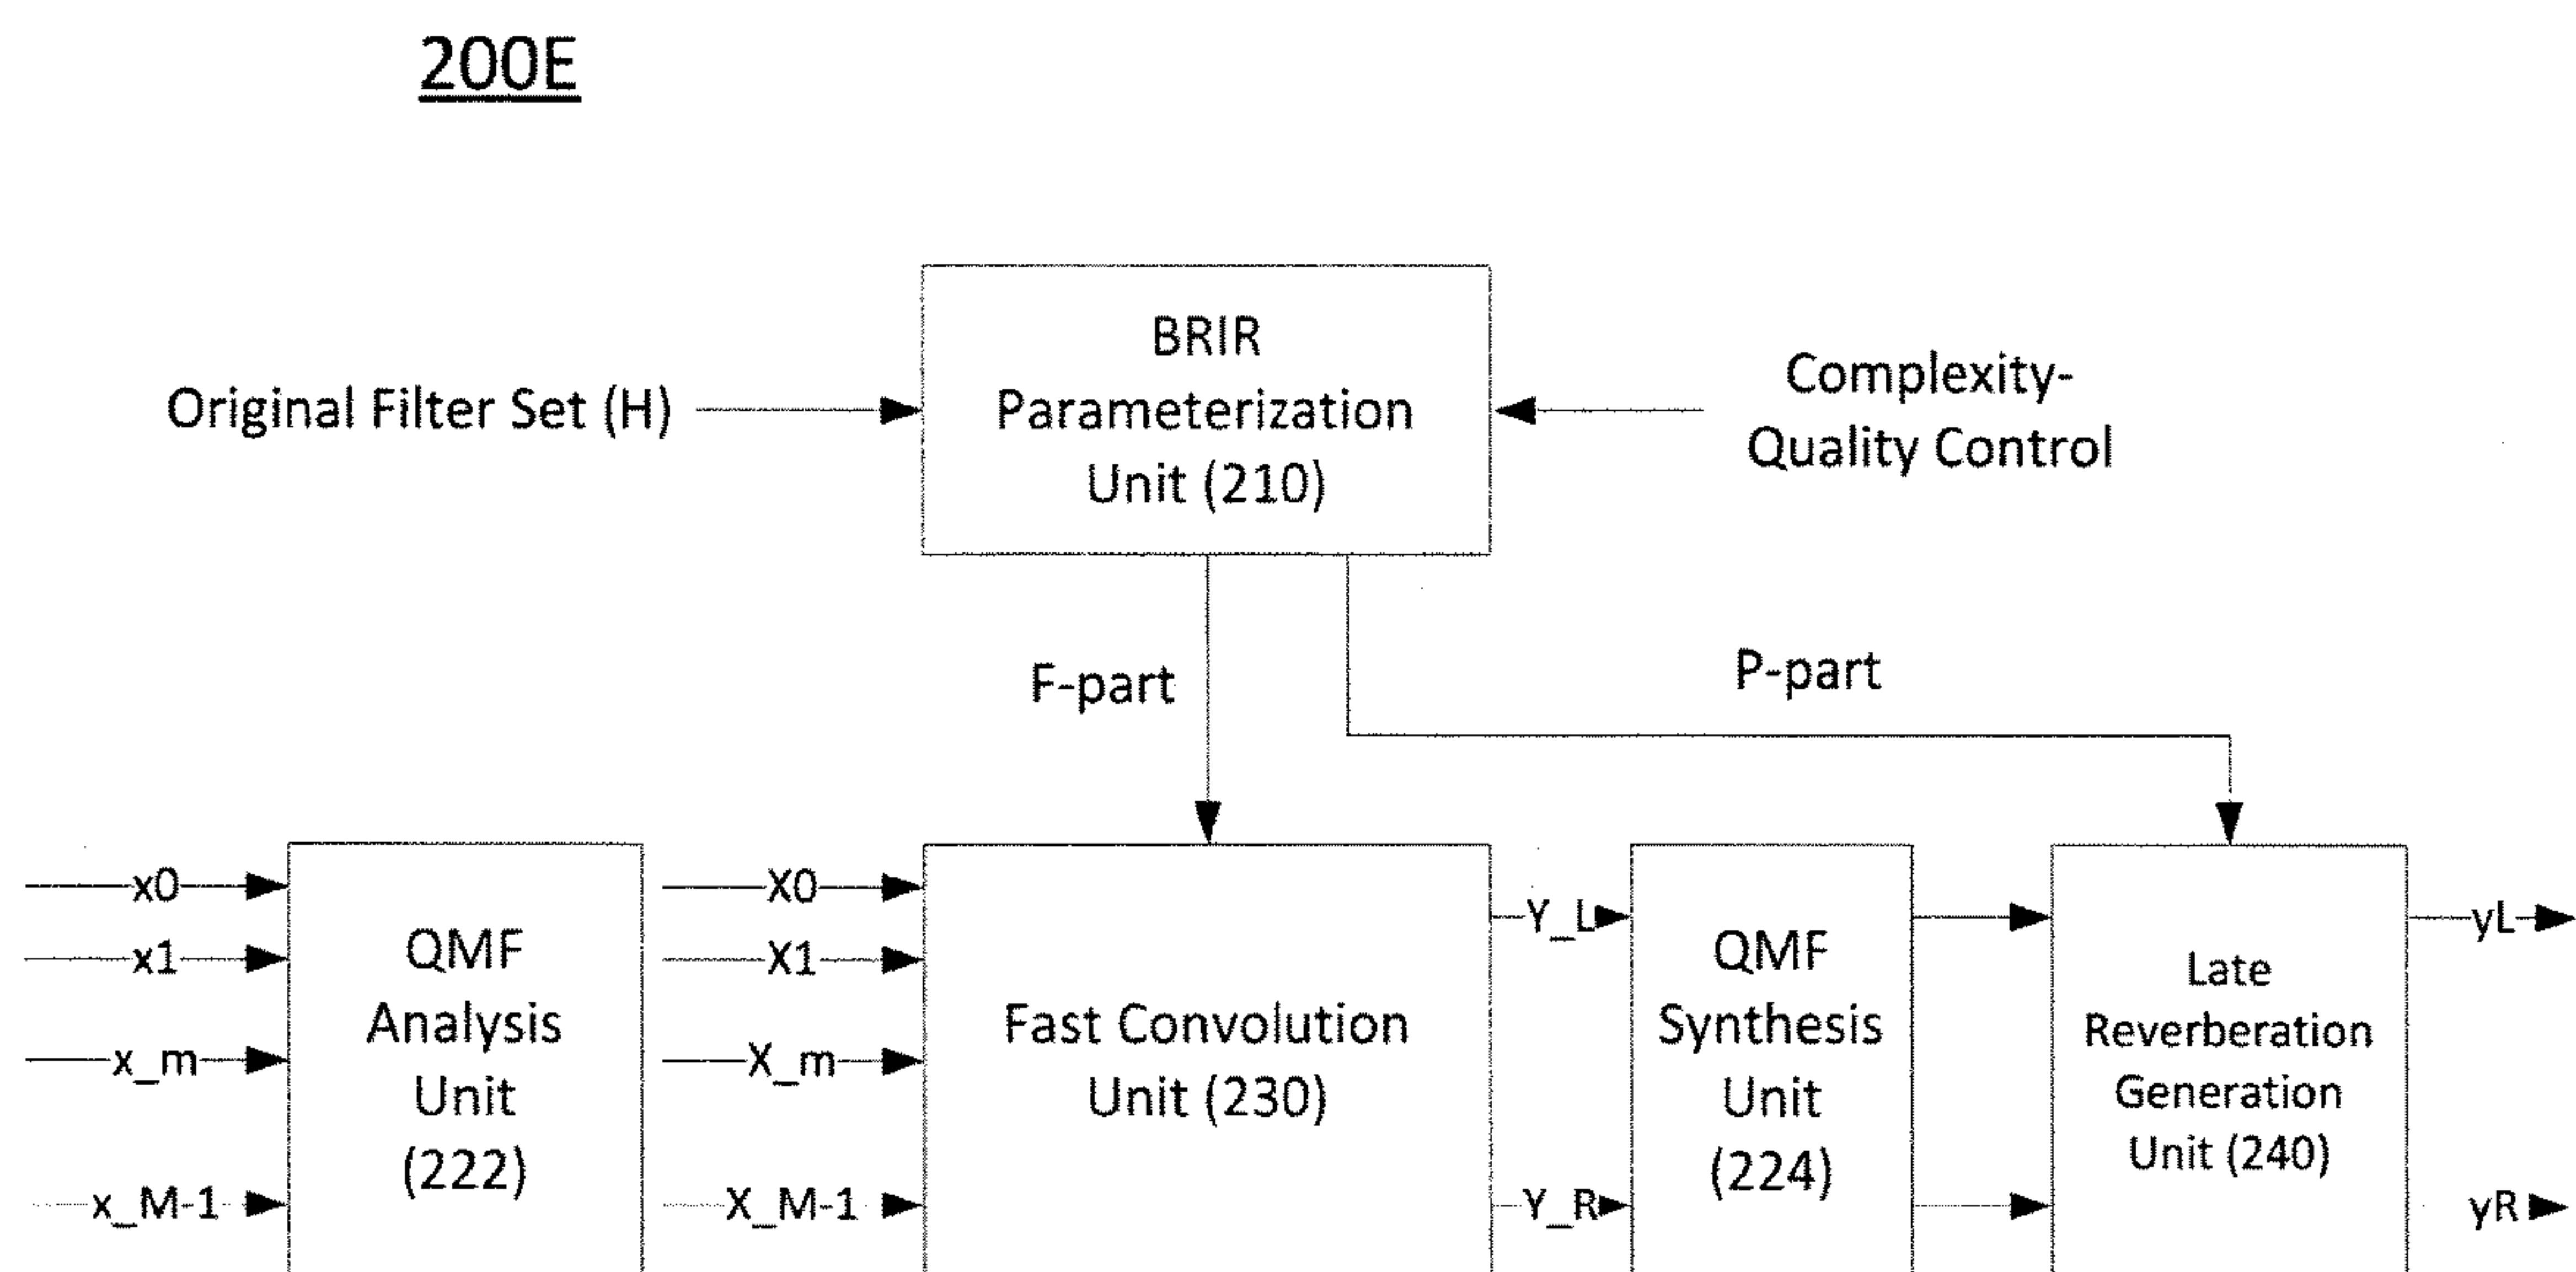 200E
BRIR
Parameterization
Unit (210)
Original Filter Set (H)
Complexity-
Quality Control
F-part
P-part
x0
x1
x_m
x_M-1
QMF
Analysis
Unit
(222)
X0
X1
X_m
X_M-1
Fast Convolution
Unit (230)
Y_L
Y_R
QMF
Synthesis
Unit
(224)
Late
Reverberation
Generation
Unit (240)
yL
yR